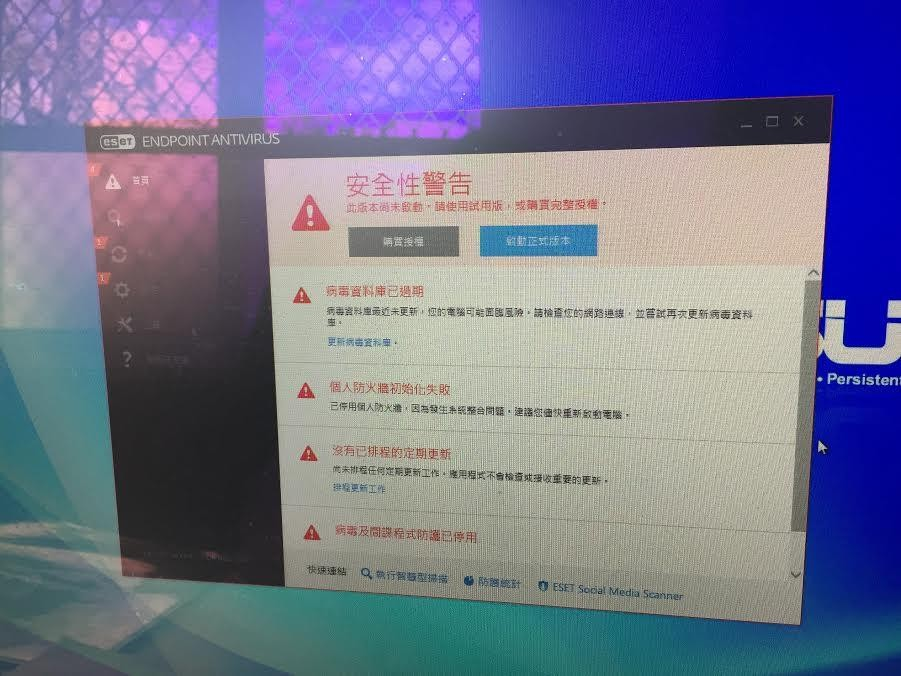 eset ENDPOINT ANTIVIRUS
4
首頁
1
1
?
安全性警告
此版本尚未啟動。請使用試用版，或購買完整授權。
購買授權
啟動正式版本
病毒資料庫已過期
病毒資料庫最近未更新，您的電腦可能面臨風險。請檢查您的網路連線，並嘗試再次更新病毒資料
庫。
更新病毒資料庫。
個人防火牆初始化失敗
已停用個人防火牆，因為發生系統整合問題。建議您儘快重新啟動電腦。
沒有已排程的定期更新
尚未排程任何定期更新工作。應用程式不會檢查或接收重要的更新。
排程更新工作
病毒及間諜程式防護已停用
快速連結
執行智慧型掃描
防護統計
ESET Social Media Scanner
SU
• Persistent